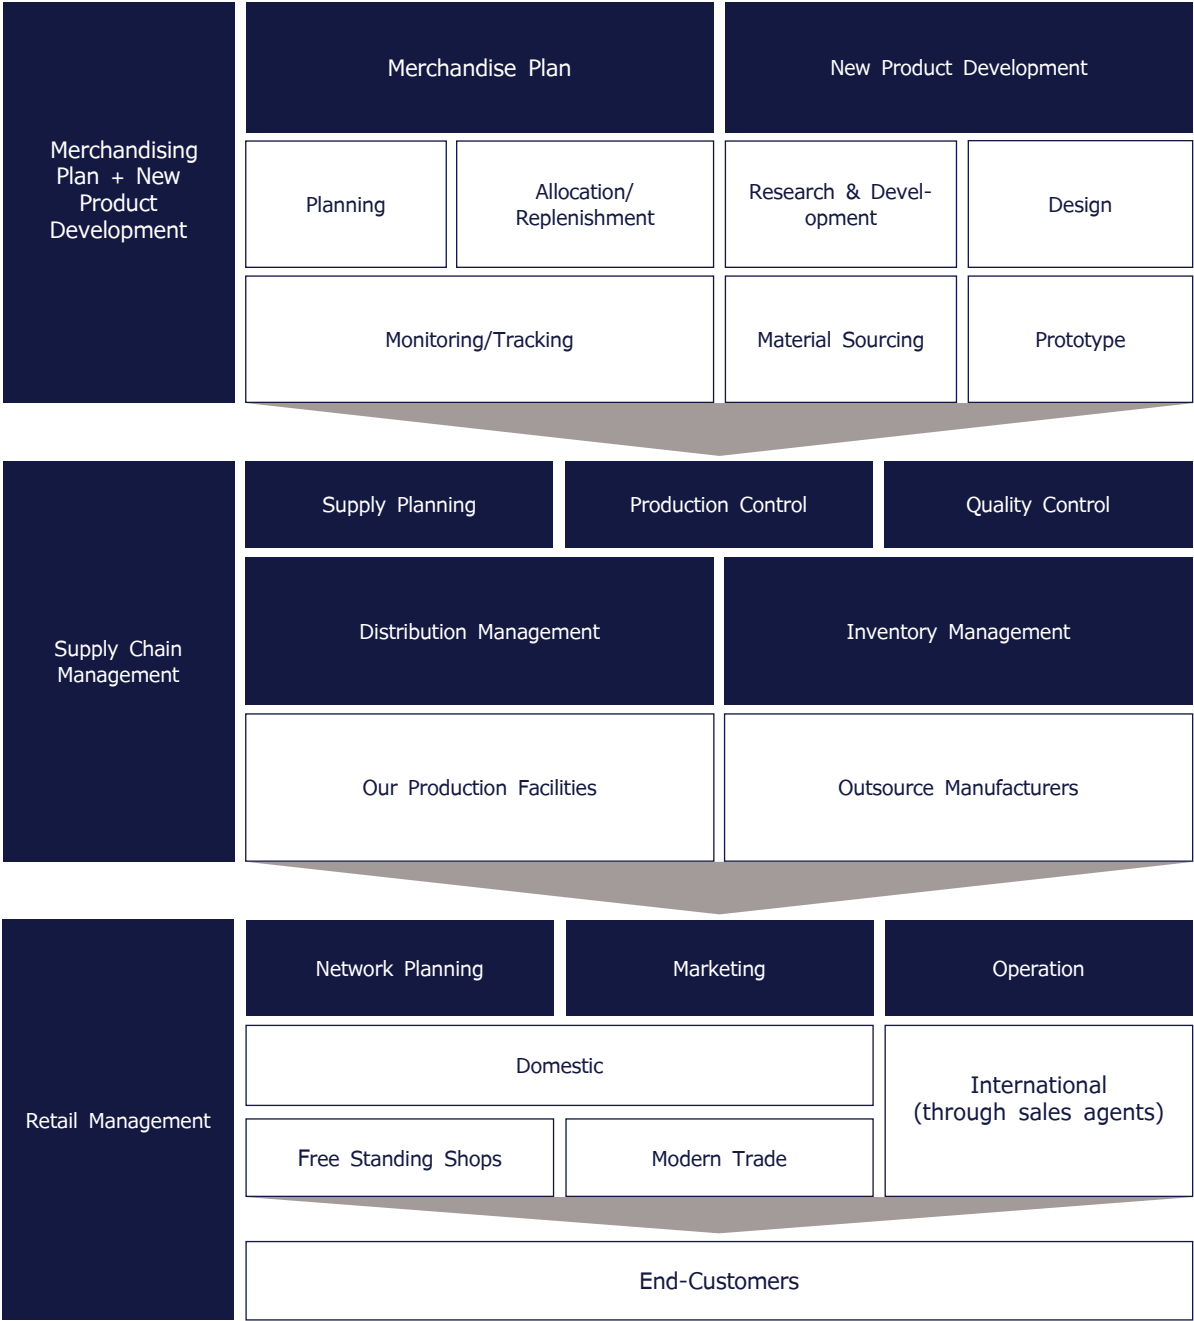 Merchandising
Plan + New
Product
Development
Merchandise Plan
New Product Development
Planning
Allocation/
Replenishment
Research & Devel-
opment
Design
Monitoring/Tracking
Material Sourcing
Prototype
Supply Chain
Management
Supply Planning
Production Control
Quality Control
Distribution Management
Inventory Management
Our Production Facilities
Outsource Manufacturers
Retail Management
Network Planning
Marketing
Operation
Domestic
International
(through sales agents)
Free Standing Shops
Modern Trade
End-Customers